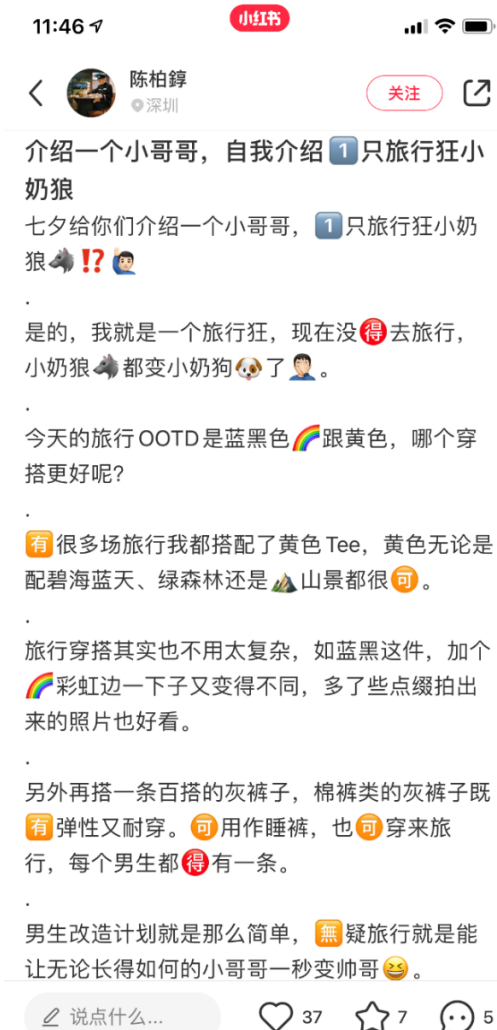 11:46
小红书
陈柏錞
深圳
关注
介绍一个小哥哥，自我介绍1️⃣只旅行狂小
奶狼
七夕给你们介绍一个小哥哥，1️⃣只旅行狂小奶
狼🐺⁉️🙋🏻‍♂️
.
是的，我就是一个旅行狂，现在没🉐去旅行，
小奶狼🐺都变小奶狗🐶了🤦🏻‍♂️。
.
今天的旅行OOTD是蓝黑色🌈跟黄色，哪个穿
搭更好呢?
.
🈶很多场旅行我都搭配了黄色Tee，黄色无论是
配碧海蓝天、绿森林还是⛰️山景都很🉑。
.
旅行穿搭其实也不用太复杂，如蓝黑这件，加个
🌈彩虹边一下子又变得不同，多了些点缀拍出
来的照片也好看。
.
另外再搭一条百搭的灰裤子，棉裤类的灰裤子既
🈶弹性又耐穿。🉑用作睡裤，也🉑穿来旅
行，每个男生都🉐有一条。
.
男生改造计划就是那么简单，🈚疑旅行就是能
让无论长得如何的小哥哥一秒变帅哥😆。
说点什么...
37
7
5